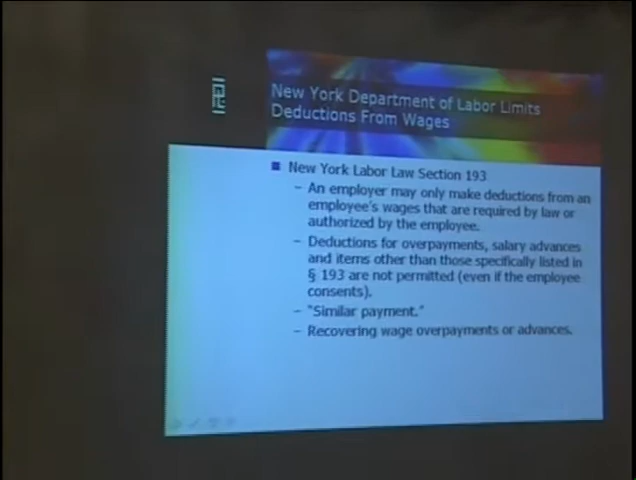 New York Department of Labor Limits
Deductions From Wages
New York Labor Law Section 193
– An employer may only make deductions from an
employee's wages that are required by law or
authorized by the employee.
– Deductions for overpayments, salary advances
and items other than those specifically listed in
§ 193 are not permitted (even if the employee
consents).
– "Similar payment."
– Recovering wage overpayments or advances.